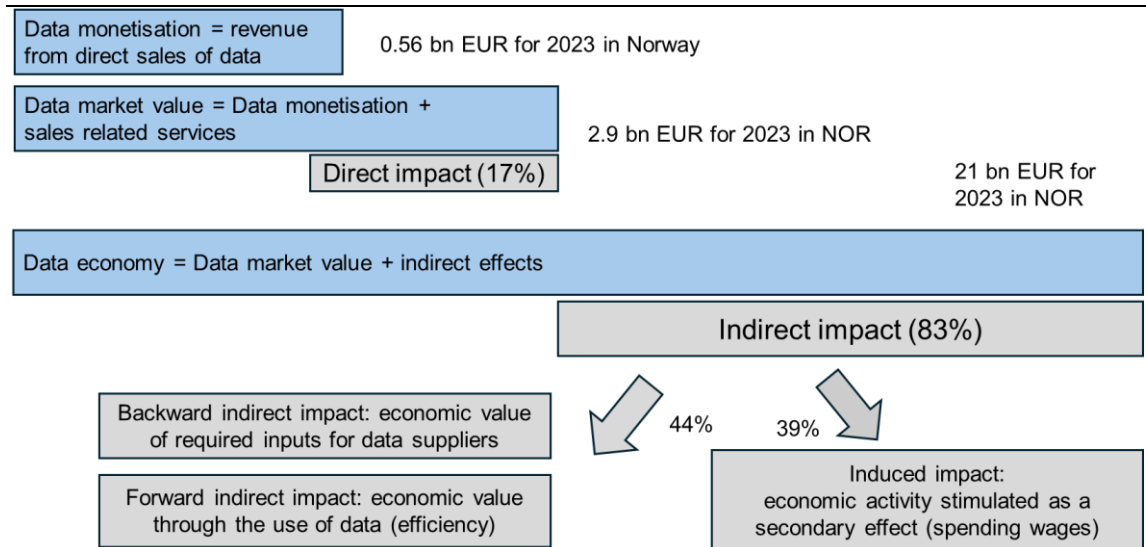 Data monetisation = revenue
from direct sales of data
0.56 bn EUR for 2023 in Norway
Data market value = Data monetisation +
sales related services
2.9 bn EUR for 2023 in NOR
Direct impact (17%)
21 bn EUR for
2023 in NOR
Data economy = Data market value + indirect effects
Indirect impact (83%)
Backward indirect impact: economic value
of required inputs for data suppliers
44%
39%
Forward indirect impact: economic value
through the use of data (efficiency)
Induced impact:
economic activity stimulated as a
secondary effect (spending wages)